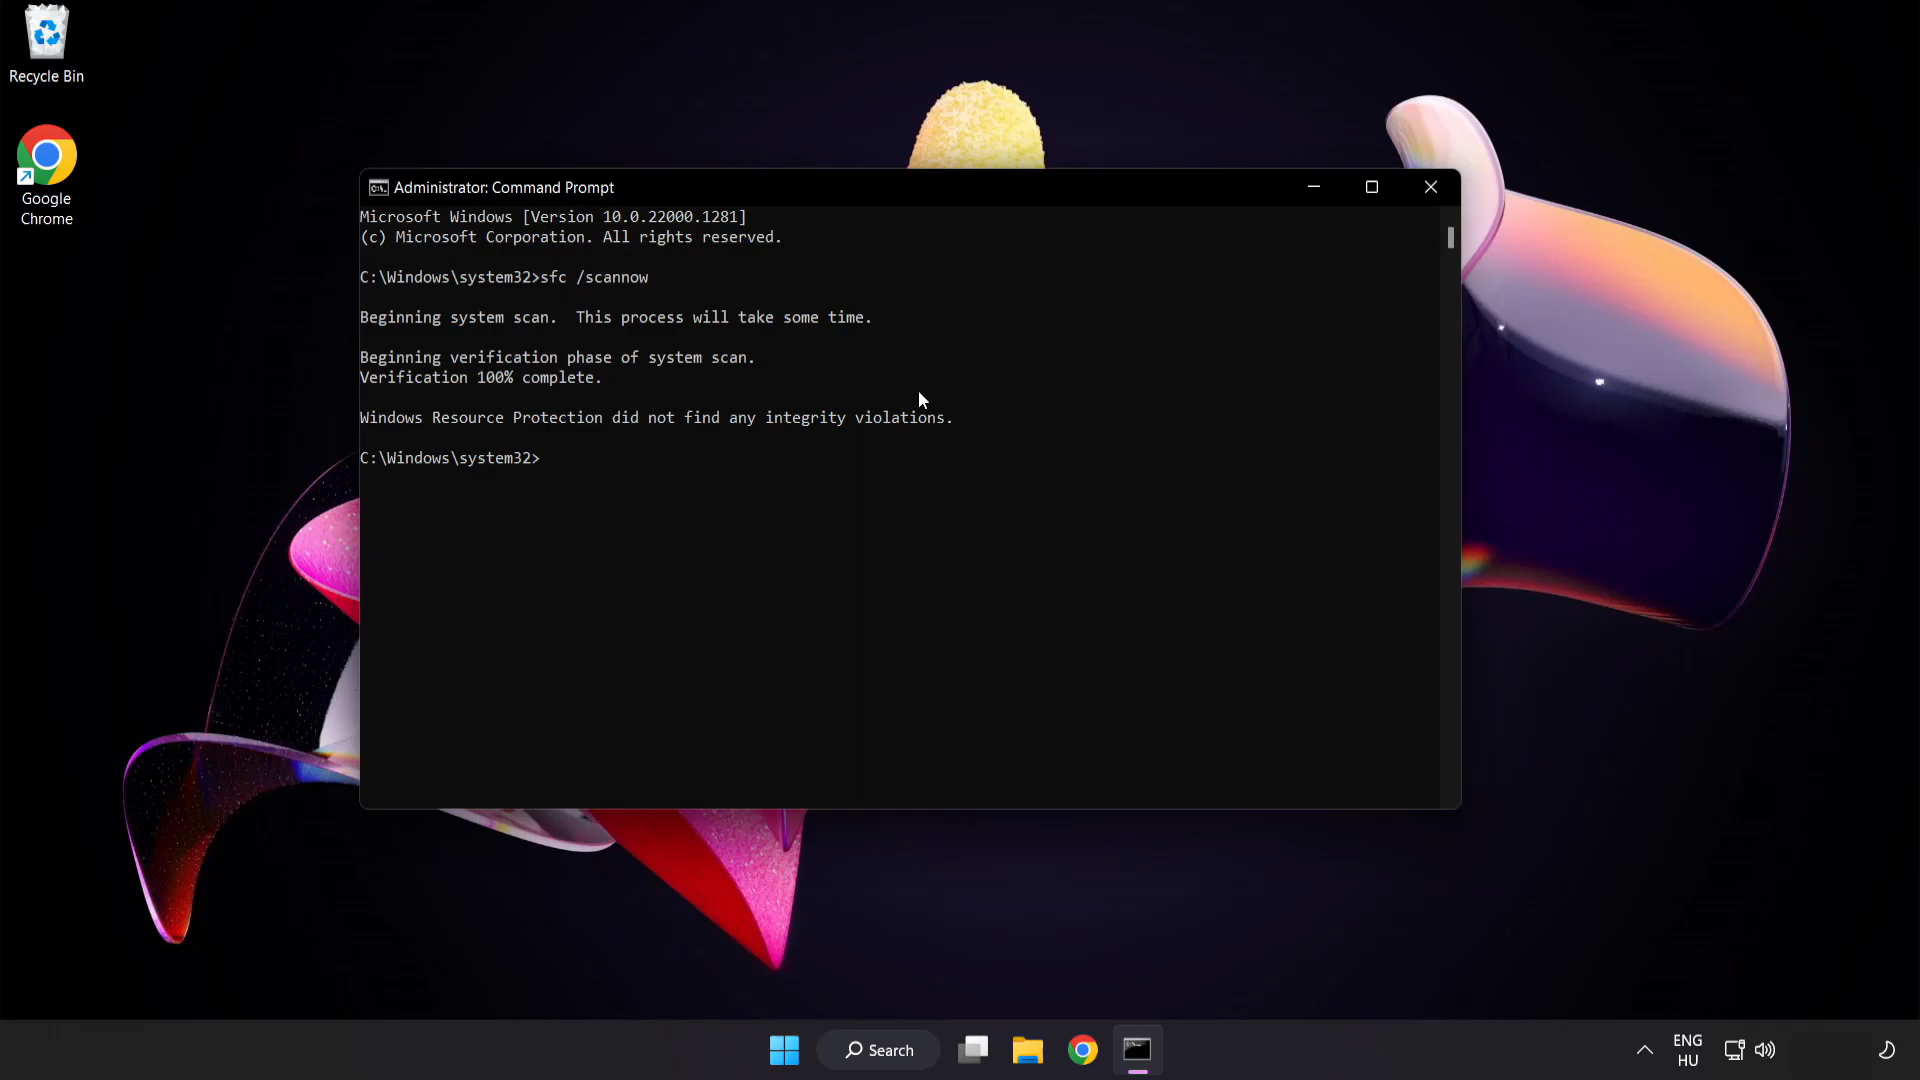 Recycle Bin
Google
Chrome
Administrator: Command Prompt
Microsoft Windows [Version 10.0.22000.1281]
(c) Microsoft Corporation. All rights reserved.
C:\Windows\system32>sfc /scannow
Beginning system scan.  This process will take some time.
Beginning verification phase of system scan.
Verification 100% complete.
Windows Resource Protection did not find any integrity violations.
C:\Windows\system32>
Search
ENG
HU